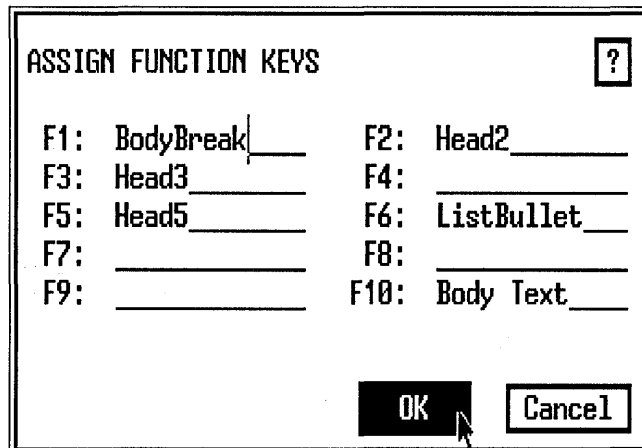 ASSIGN FUNCTION KEYS ?
F1: BodyBreak F2: Head2
F3: Head3 F4:
F5: Head5 F6: ListBullet
F7: F8:
F9: F10: Body Text
OK Cancel